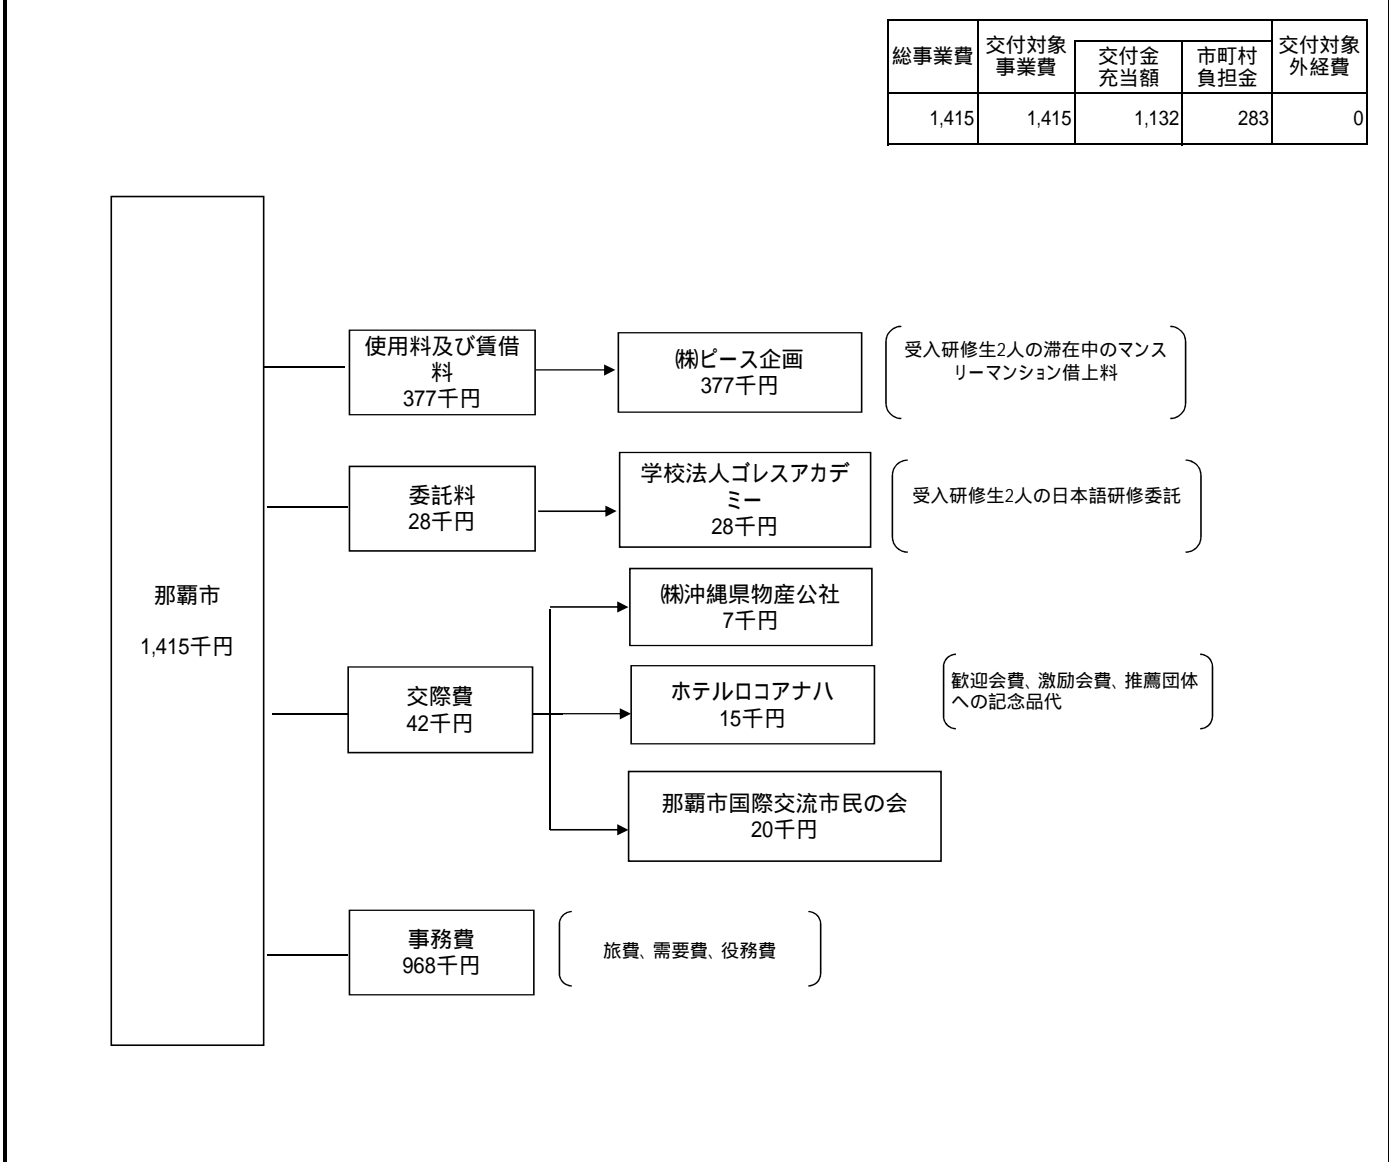 総事業費
交付対象
事業費
交付金
充当額
市町村
負担金
交付対象
外経費
1,415
1,415
1,132
283
0
那覇市
1,415千円
使用料及び賃借
料
377千円
㈱ピース企画
377千円
受入研修生2人の滞在中のマンス
リーマンション借上料
委託料
28千円
学校法人ゴレスアカデ
ミー
28千円
受入研修生2人の日本語研修委託
交際費
42千円
㈱沖縄県物産公社
7千円
ホテルロコアナハ
15千円
那覇市国際交流市民の会
20千円
歓迎会費、激励会費、推薦団体
への記念品代
事務費
968千円
旅費、需要費、役務費